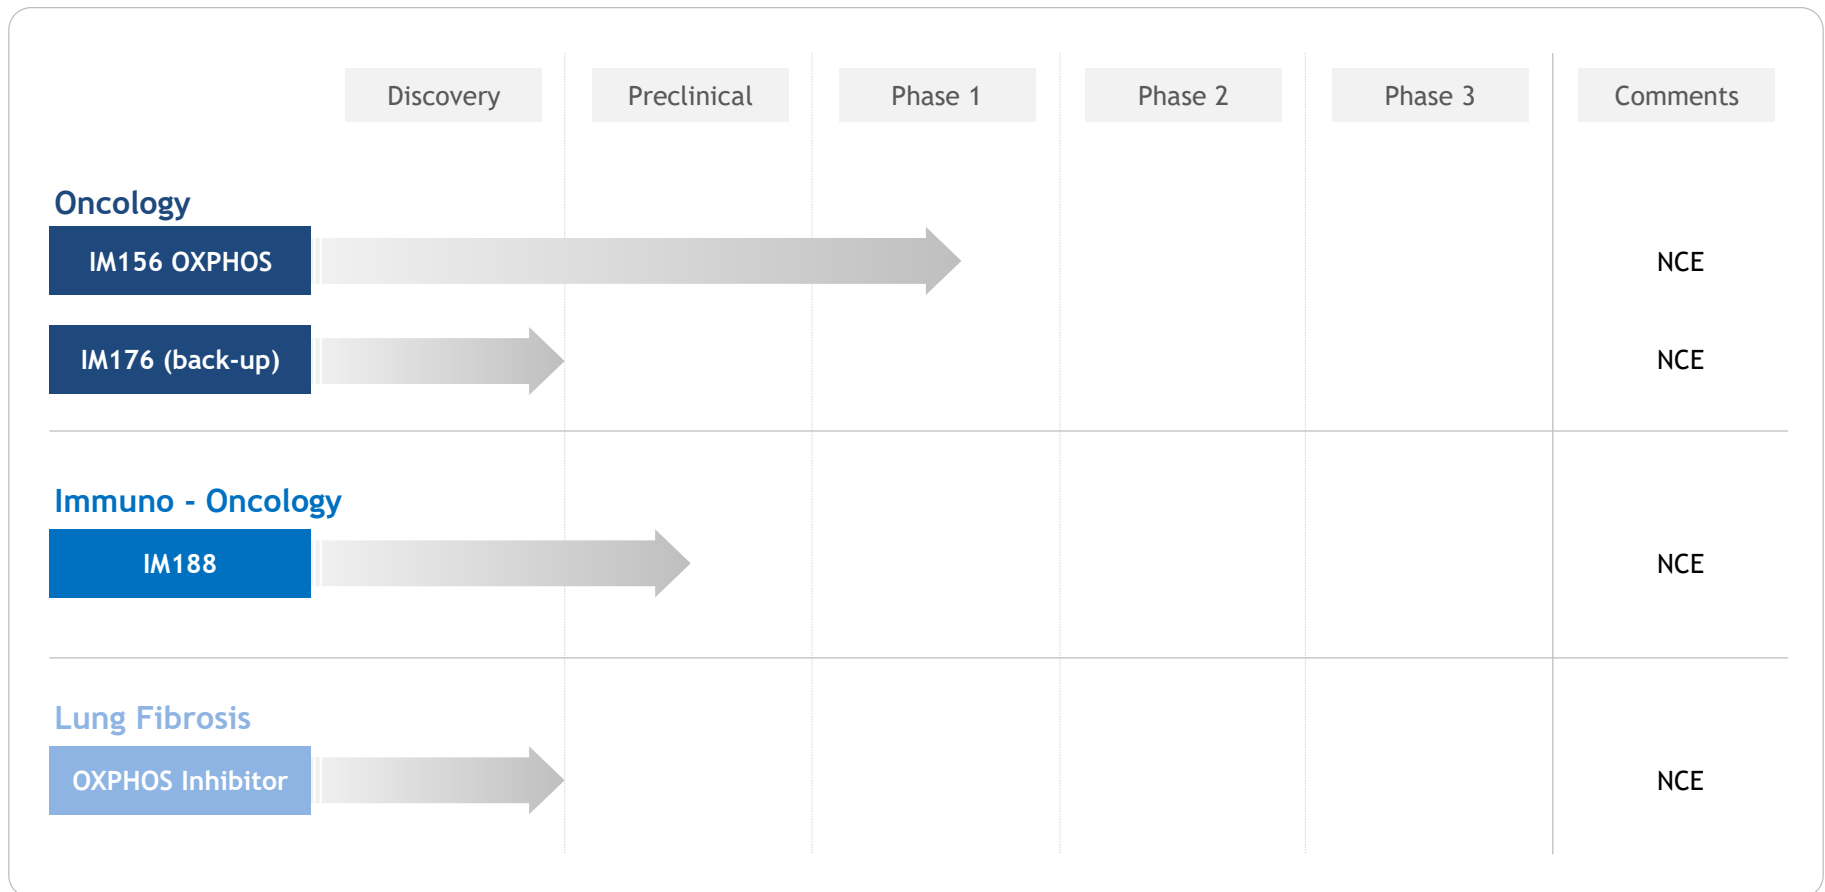 Discovery Preclinical Phase 1 Phase 2 Phase 3 Comments
Oncology
IM156 OXPHOS NCE
IM176 (back-up) NCE
Immuno - Oncology
IM188 NCE
Lung Fibrosis
OXPHOS Inhibitor NCE